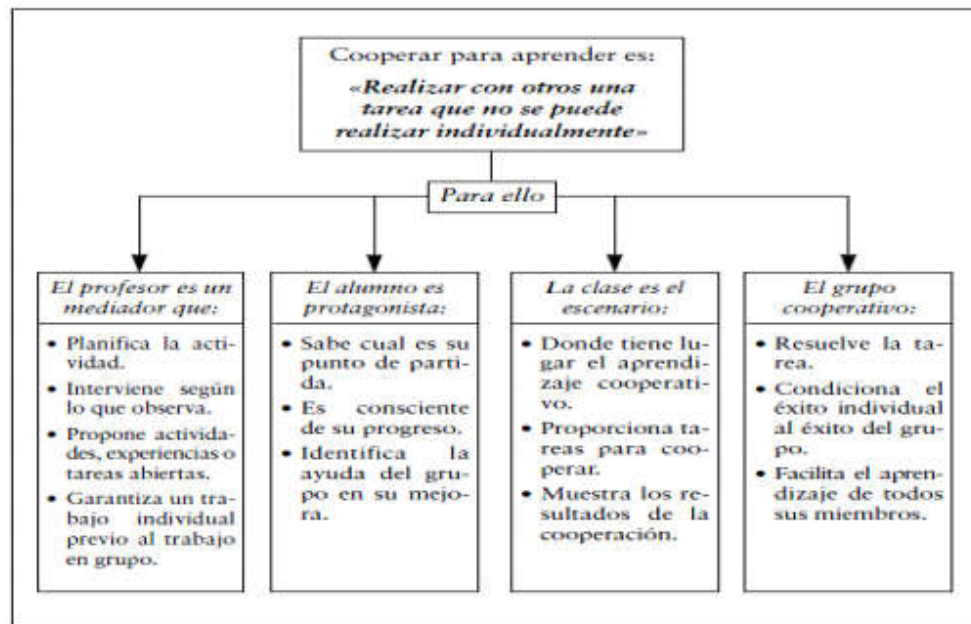 Cooperar para aprender es:
«Realizar con otros una
tarea que no se puede
realizar individualmente»
Para ello
El profesor es un
mediador que:
• Planifica la acti-
vidad.
• Interviene según
lo que observa.
• Propone activida-
des, experiencias o
tareas abiertas.
• Garantiza un tra-
bajo individual
previo al trabajo
en grupo.
El alumno es
protagonista:
• Sabe cual es su
punto de parti-
da.
• Es consciente
de su progreso.
• Identifica la
ayuda del gru-
po en su mejo-
ra.
La clase es el
escenario:
• Donde tiene lu-
gar el aprendi-
zaje cooperati-
vo.
• Proporciona ta-
reas para coo-
perar.
• Muestra los re-
sultados de la
cooperación.
El grupo
cooperativo:
• Resuelve la ta-
rea.
• Condiciona el
éxito individual
al éxito del gru-
po.
• Facilita el apren-
dizaje de todos
sus miembros.